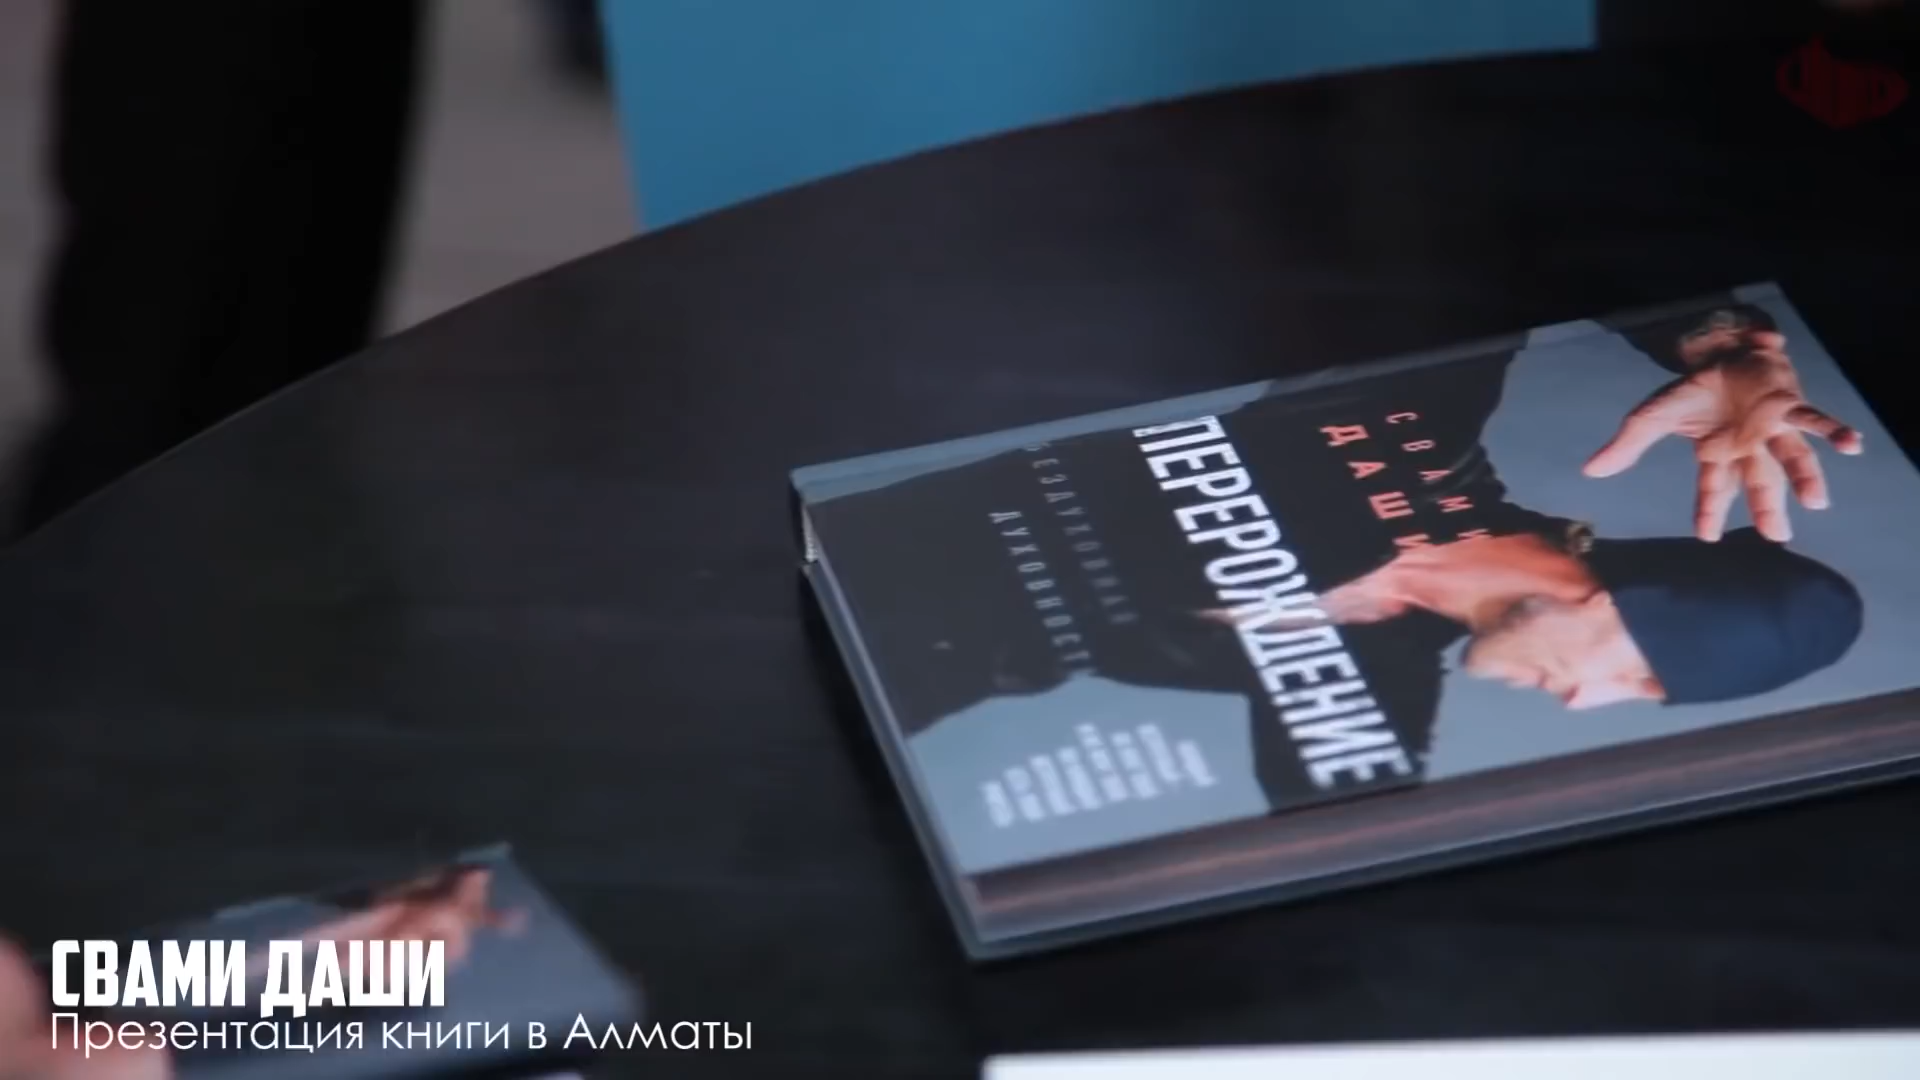 СВАМИ
ДАШИ
ПЕРЕРОЖДЕНИЕ
БЕЗДУХОВНАЯ
ДУХОВНОСТЬ
СВАМИ ДАШИ
Презентация книги в Алматы